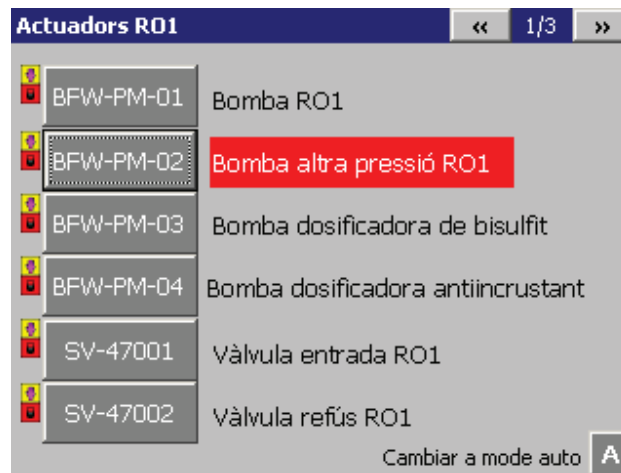 Actuadors RO1 « 1/3 »
BFW-PM-01 Bomba RO1
BFW-PM-02 Bomba altra pressió RO1
BFW-PM-03 Bomba dosificadora de bisulfit
BFW-PM-04 Bomba dosificadora antiincrustant
SV-47001 Vàlvula entrada RO1
SV-47002 Vàlvula refús RO1
Cambiar a mode auto A